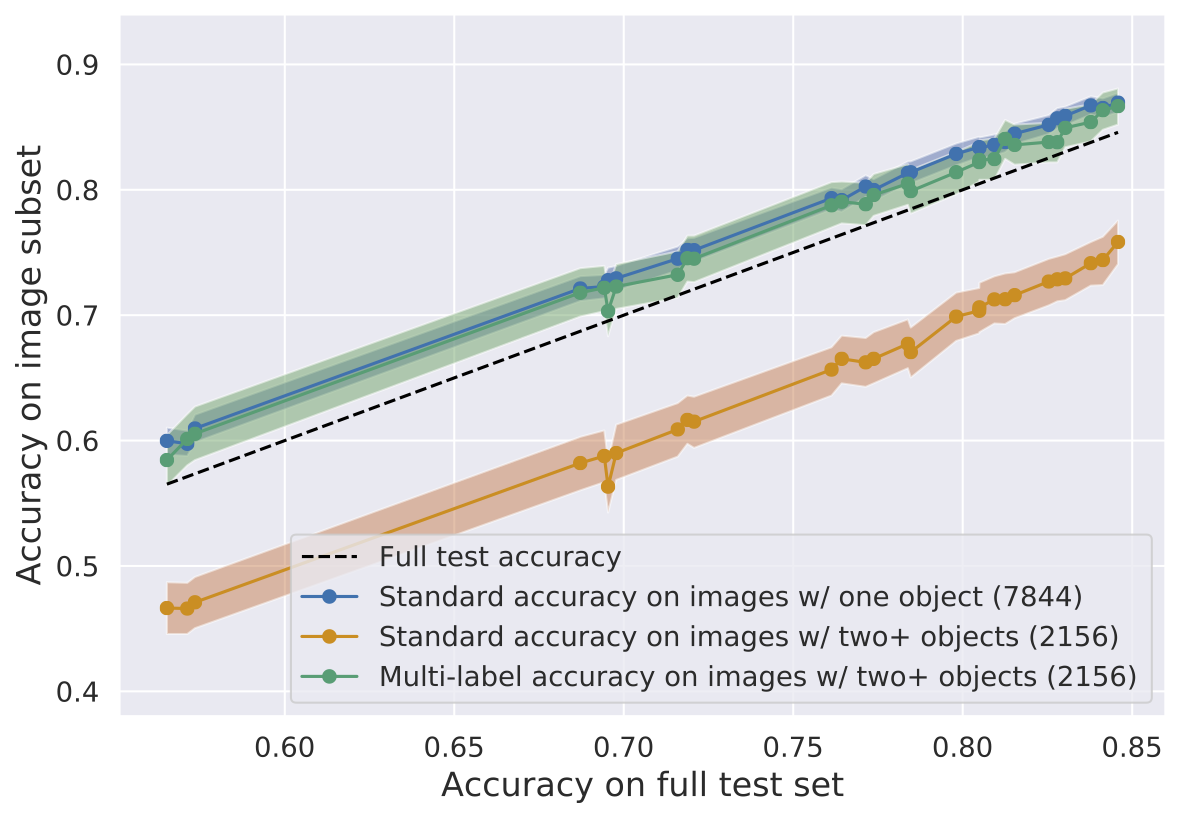 0.9
0.8
0.7
0.6
0.5
0.4
Accuracy on image subset
Full test accuracy
Standard accuracy on images w/ one object (7844)
Standard accuracy on images w/ two+ objects (2156)
Multi-label accuracy on images w/ two+ objects (2156)
0.60 0.65 0.70 0.75 0.80 0.85
Accuracy on full test set